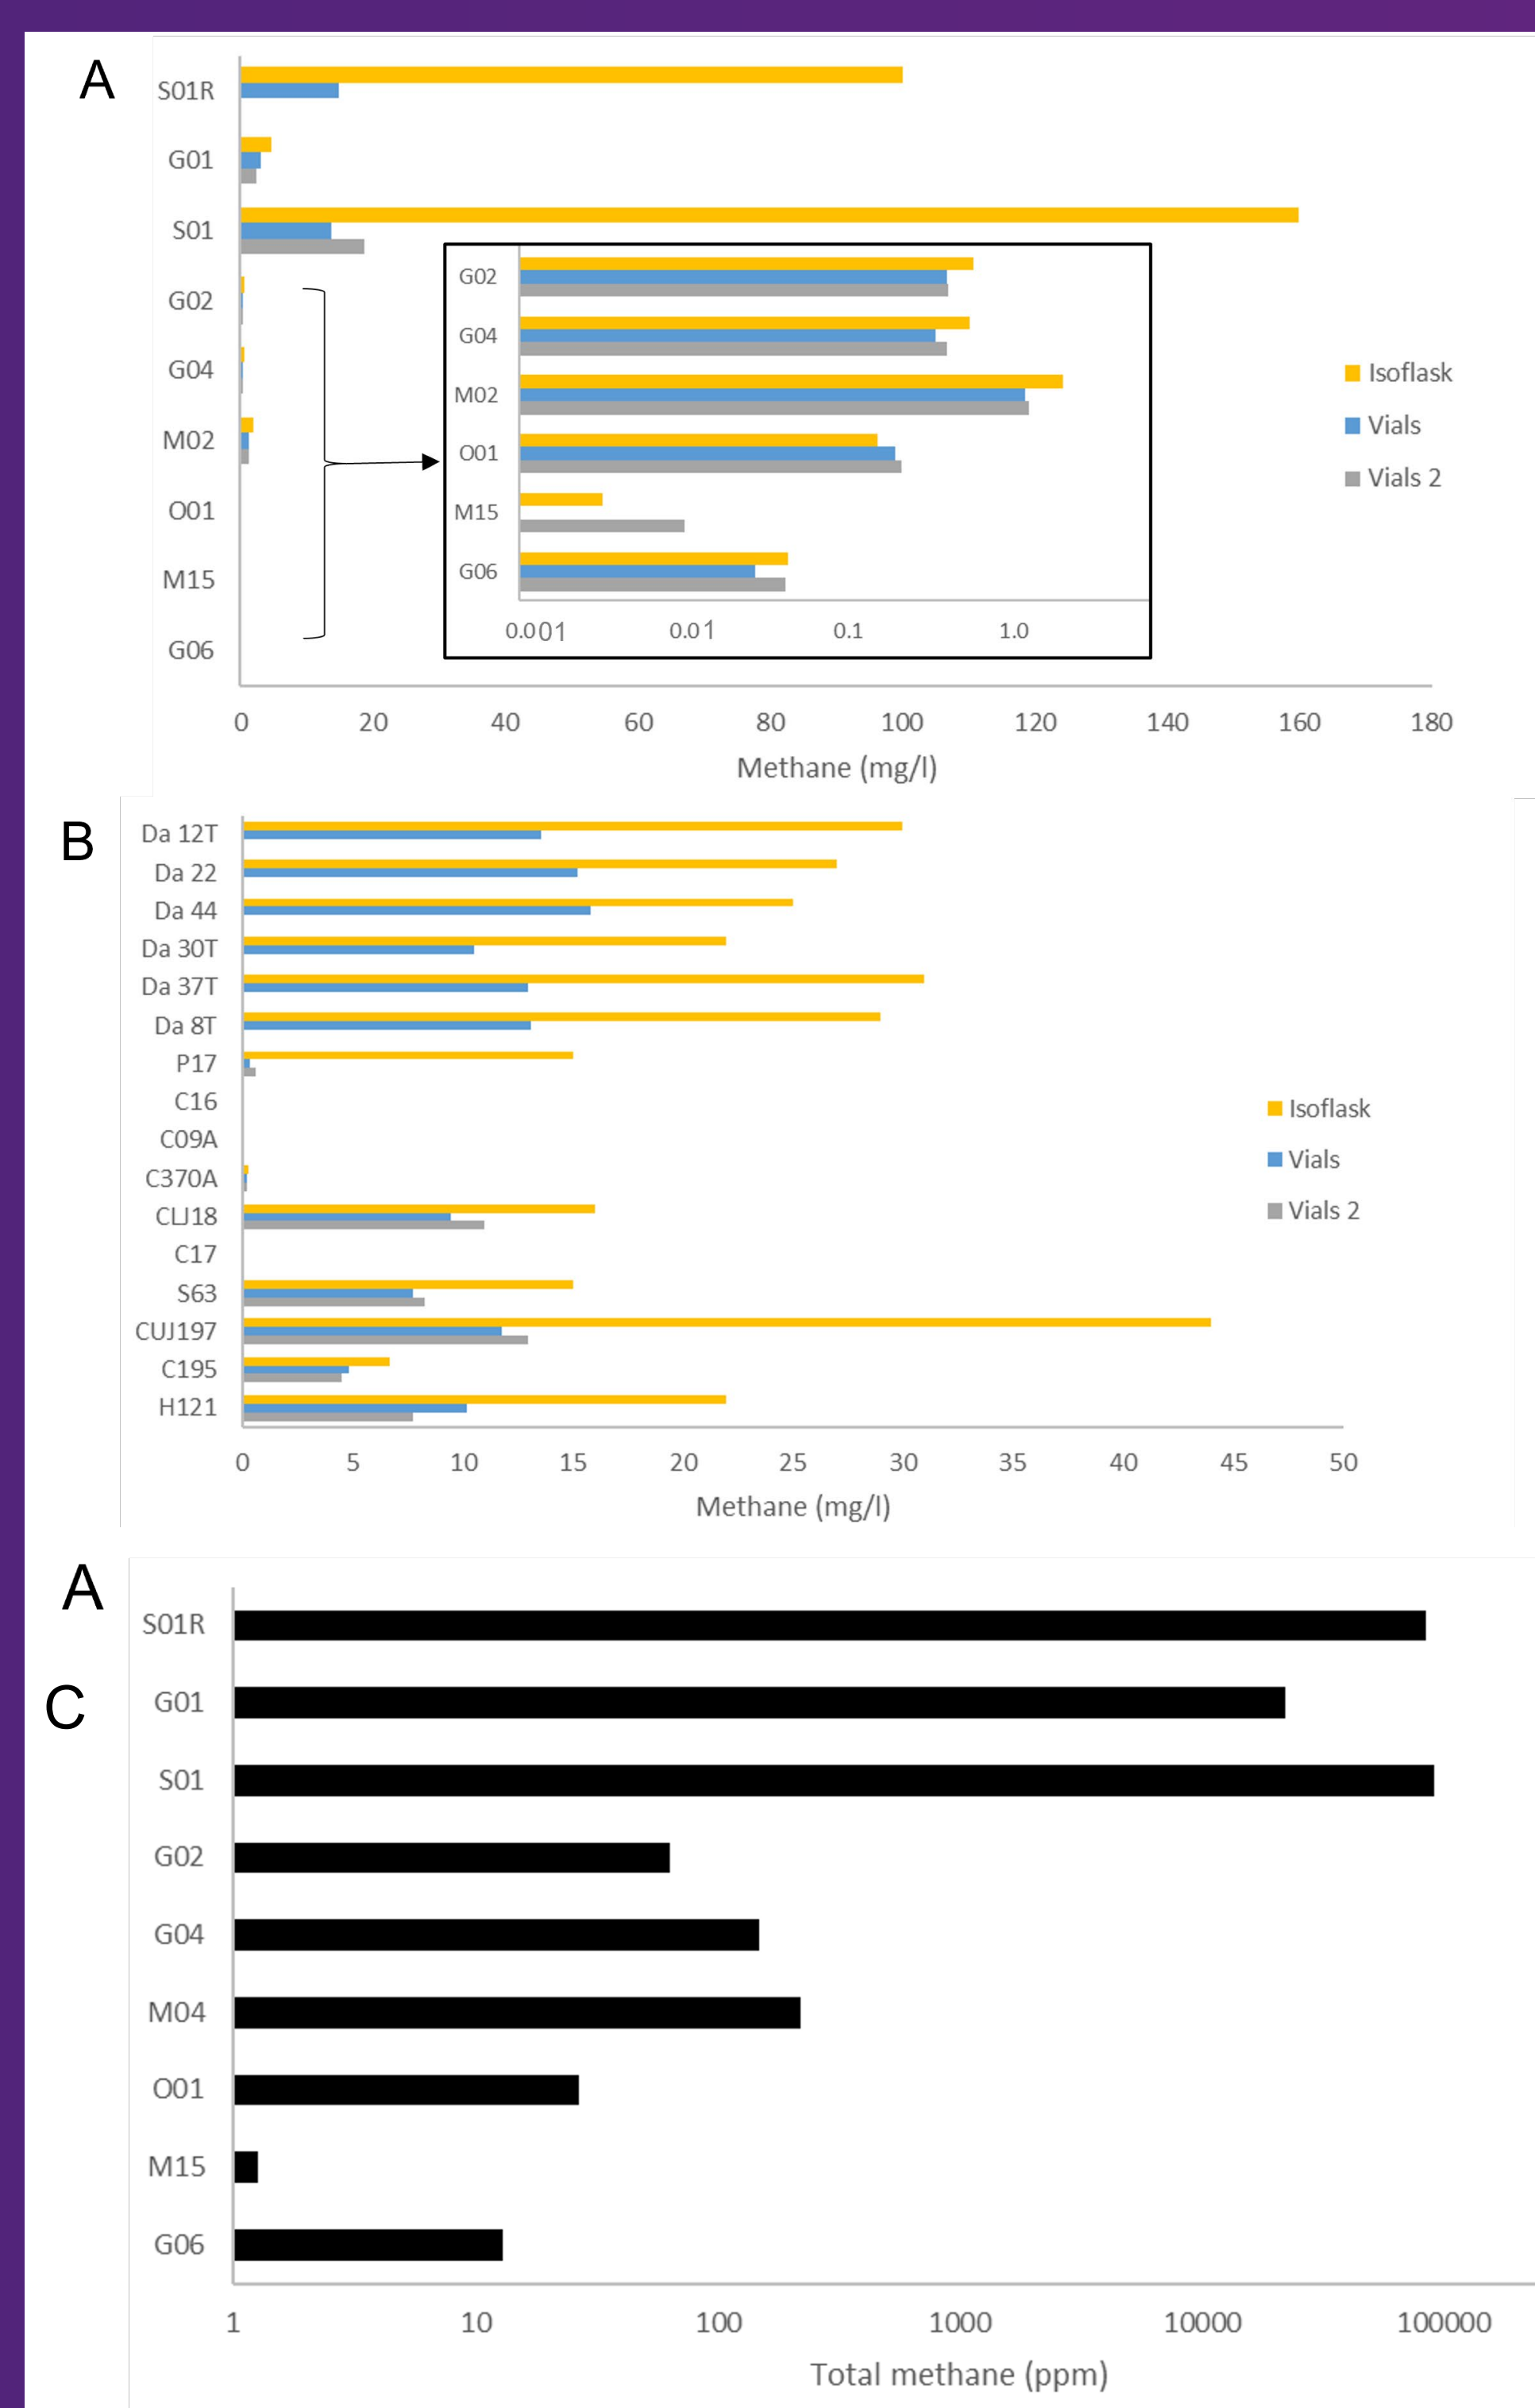 A
S01R
G01
S01
G02
G04
M02
O01
M15
G06
G02
G04
M02
O01
M15
G06
0.001 0.01 0.1 1.0
Isoflask
Vials
Vials 2
0 20 40 60 80 100 120 140 160 180
Methane (mg/l)
B
Da 12T
Da 22
Da 44
Da 30T
Da 37T
Da 8T
P17
C16
C09A
C370A
CLJ18
C17
S63
CUJ197
C195
H121
Isoflask
Vials
Vials 2
0 5 10 15 20 25 30 35 40 45 50
Methane (mg/l)
A
C
S01R
G01
S01
G02
G04
M04
O01
M15
G06
1 10 100 1000 10000 100000
Total methane (ppm)